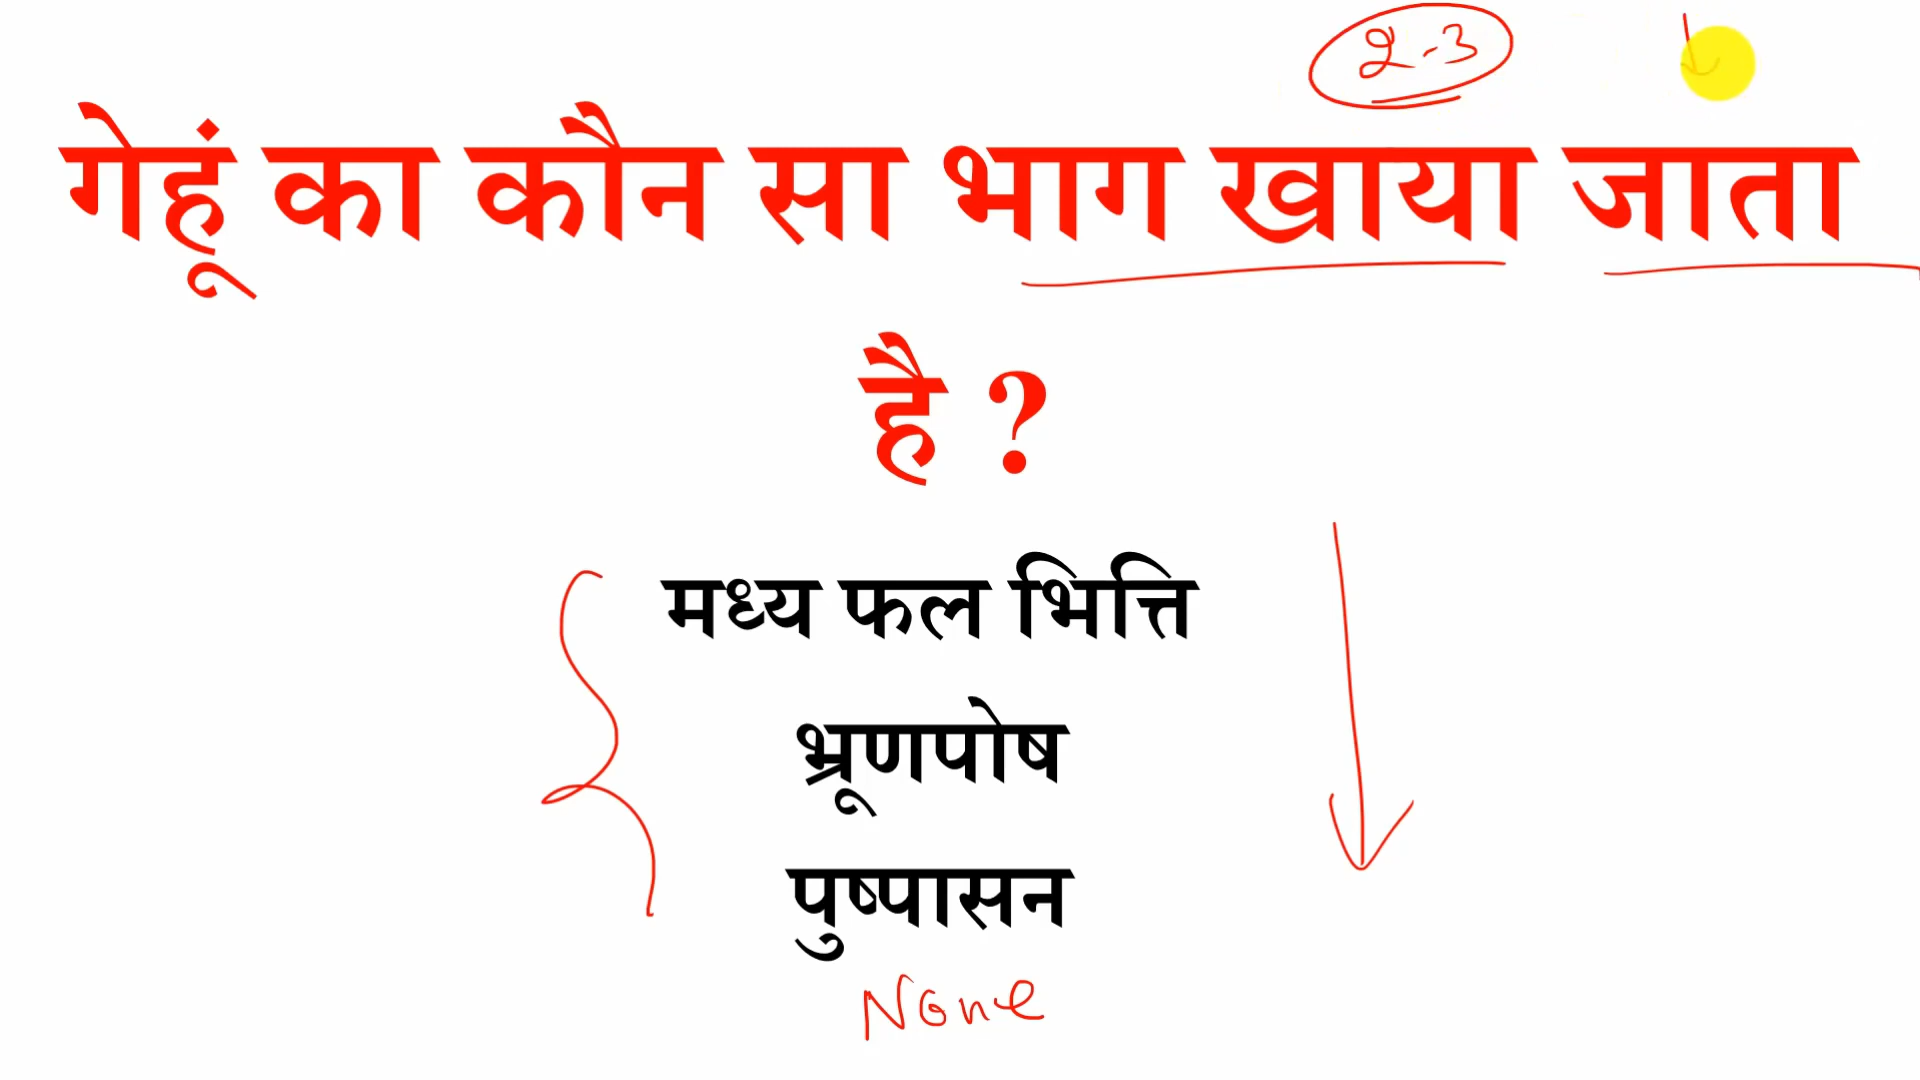 2-3
गेहूं का कौन सा भाग खाया जाता
है ?
मध्य फल भित्ति
भ्रूणपोष
पुष्पासन
None